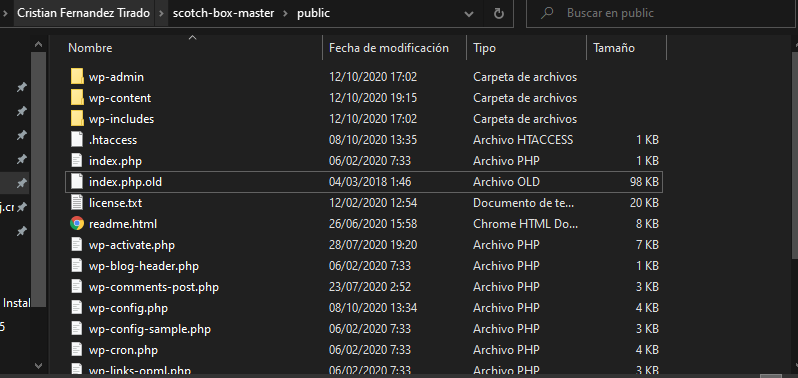 Cristian Fernandez Tirado > scotch-box-master > public
Buscar en public
Nombre Fecha de modificación Tipo Tamaño
wp-admin 12/10/2020 17:02 Carpeta de archivos
wp-content 12/10/2020 19:15 Carpeta de archivos
wp-includes 12/10/2020 17:02 Carpeta de archivos
.htaccess 08/10/2020 13:35 Archivo HTACCESS 1 KB
index.php 06/02/2020 7:33 Archivo PHP 1 KB
index.php.old 04/03/2018 1:46 Archivo OLD 98 KB
license.txt 12/02/2020 12:54 Documento de te... 20 KB
readme.html 26/06/2020 15:58 Chrome HTML Do... 8 KB
wp-activate.php 28/07/2020 19:20 Archivo PHP 7 KB
wp-blog-header.php 06/02/2020 7:33 Archivo PHP 1 KB
wp-comments-post.php 23/07/2020 2:52 Archivo PHP 3 KB
wp-config.php 08/10/2020 13:34 Archivo PHP 4 KB
wp-config-sample.php 06/02/2020 7:33 Archivo PHP 3 KB
wp-cron.php 06/02/2020 7:33 Archivo PHP 4 KB
wp-links-opml.php 06/02/2020 7:33 Archivo PHP 3 KB
j.cr
Instal
5